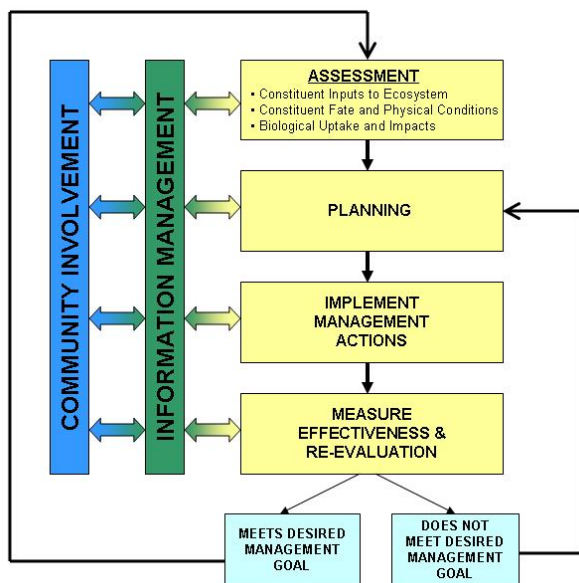 COMMUNITY INVOLVEMENT
INFORMATION MANAGEMENT
ASSESSMENT
• Constituent Inputs to Ecosystem
• Constituent Fate and Physical Conditions
• Biological Uptake and Impacts
PLANNING
IMPLEMENT
MANAGEMENT
ACTIONS
MEASURE
EFFECTIVENESS &
RE-EVALUATION
MEETS DESIRED
MANAGEMENT
GOAL
DOES NOT
MEET DESIRED
MANAGEMENT
GOAL